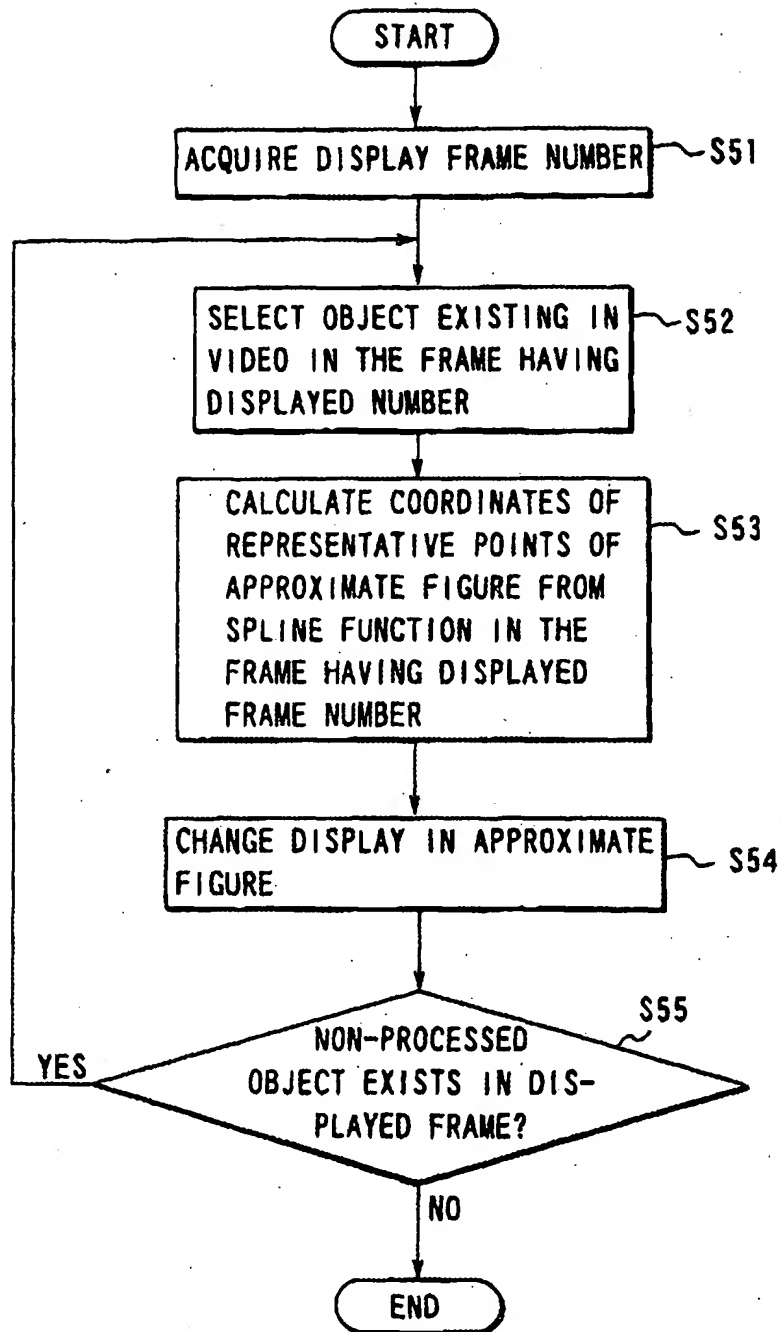 START
ACQUIRE DISPLAY FRAME NUMBER
S51
SELECT OBJECT EXISTING IN
VIDEO IN THE FRAME HAVING
DISPLAYED NUMBER
S52
CALCULATE COORDINATES OF
REPRESENTATIVE POINTS OF
APPROXIMATE FIGURE FROM
SPLINE FUNCTION IN THE
FRAME HAVING DISPLAYED
FRAME NUMBER
S53
CHANGE DISPLAY IN APPROXIMATE
FIGURE
S54
S55
NON-PROCESSED
OBJECT EXISTS IN DIS-
PLAYED FRAME?
YES
NO
END